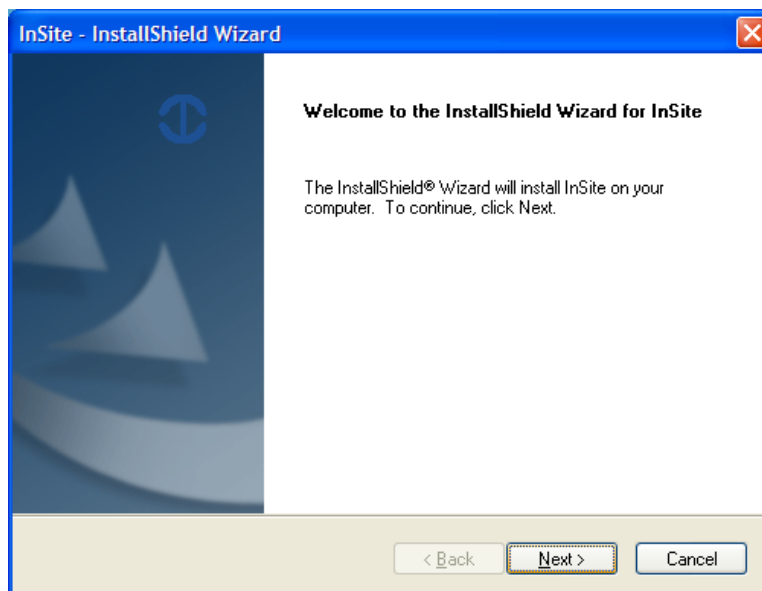 InSite - InstallShield Wizard
Welcome to the InstallShield Wizard for InSite
The InstallShield® Wizard will install InSite on your
computer. To continue, click Next.
< Back
Next >
Cancel